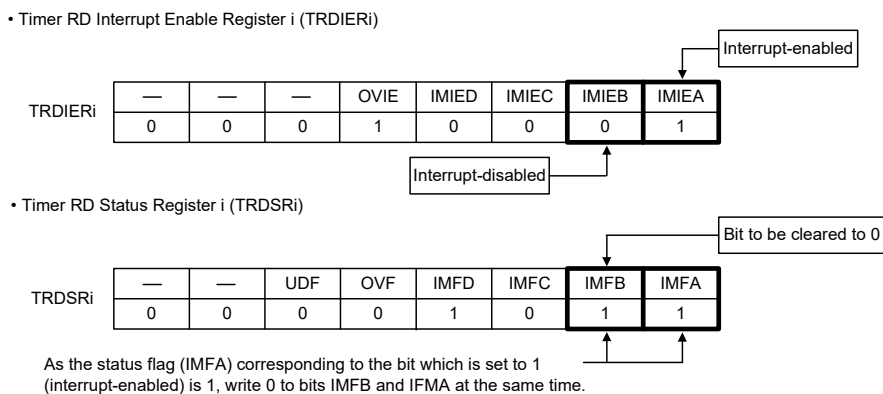 • Timer RD Interrupt Enable Register i (TRDIERi)
Interrupt-enabled
TRDIERi
— — — OVIE IMIED IMIEC IMIEB IMIEA
0 0 0 1 0 0 0 1
Interrupt-disabled
• Timer RD Status Register i (TRDSRi)
Bit to be cleared to 0
TRDSRi
— — UDF OVF IMFD IMFC IMFB IMFA
0 0 0 0 1 0 1 1
As the status flag (IMFA) corresponding to the bit which is set to 1
(interrupt-enabled) is 1, write 0 to bits IMFB and IFMA at the same time.